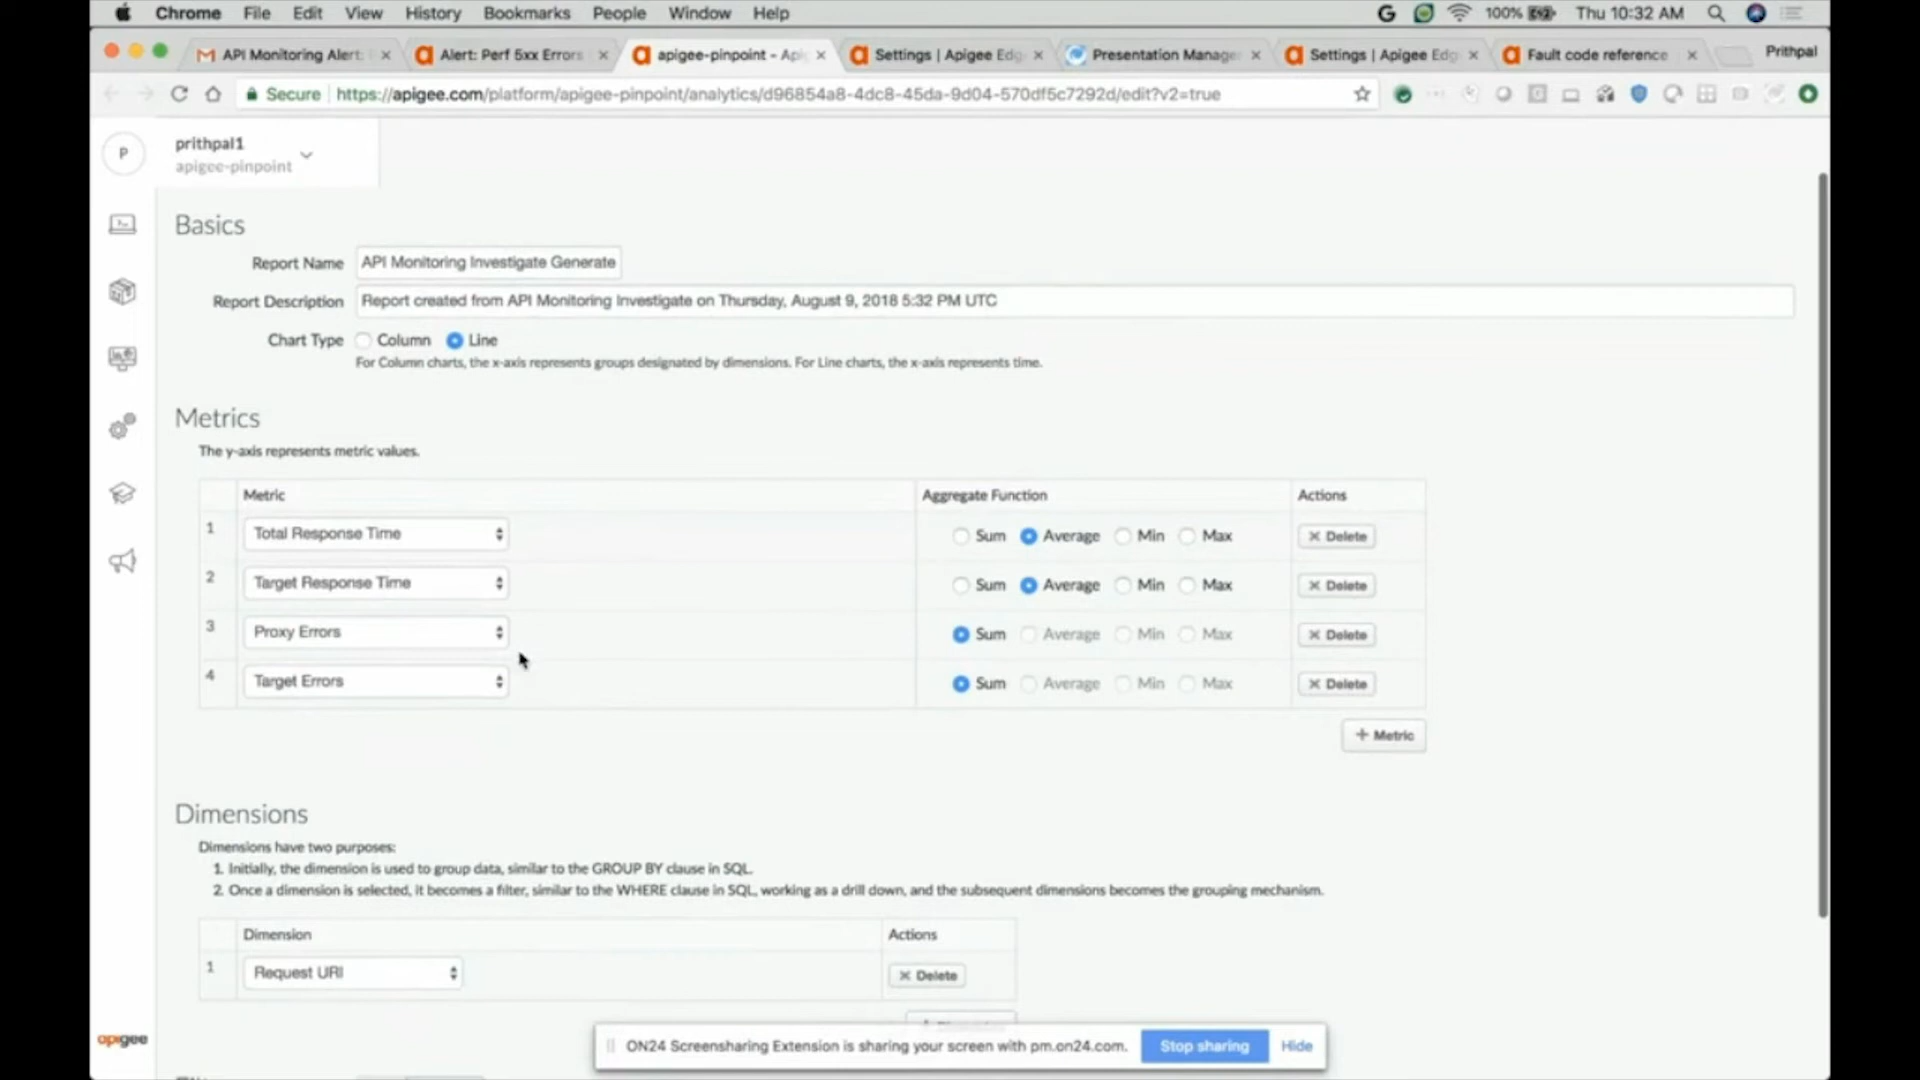 Chrome File Edit View History Bookmarks People Window Help 100% Thu 10:32 AM
API Monitoring Alert: Alert: Perf 5xx Errors apigee-pinpoint - Api Settings | Apigee Edg Presentation Manage Settings | Apigee Edg Fault code reference Prithpal
Secure https://apigee.com/platform/apigee-pinpoint/analytics/d96854a8-4dc8-45da-9d04-570df5c7292d/edit?v2=true
P
prithpal1
apigee-pinpoint
Basics
Report Name API Monitoring Investigate Generate
Report Description Report created from API Monitoring Investigate on Thursday, August 9, 2018 5:32 PM UTC
Chart Type Column Line
For Column charts, the x-axis represents groups designated by dimensions. For Line charts, the x-axis represents time.
Metrics
The y-axis represents metric values.
Metric Aggregate Function Actions
1 Total Response Time Sum Average Min Max Delete
2 Target Response Time Sum Average Min Max Delete
3 Proxy Errors Sum Average Min Max Delete
4 Target Errors Sum Average Min Max Delete
+ Metric
Dimensions
Dimensions have two purposes:
1. Initially, the dimension is used to group data, similar to the GROUP BY clause in SQL.
2. Once a dimension is selected, it becomes a filter, similar to the WHERE clause in SQL, working as a drill down, and the subsequent dimensions becomes the grouping mechanism.
Dimension Actions
1 Request URI Delete
apigee
ON24 Screensharing Extension is sharing your screen with pm.on24.com. Stop sharing Hide